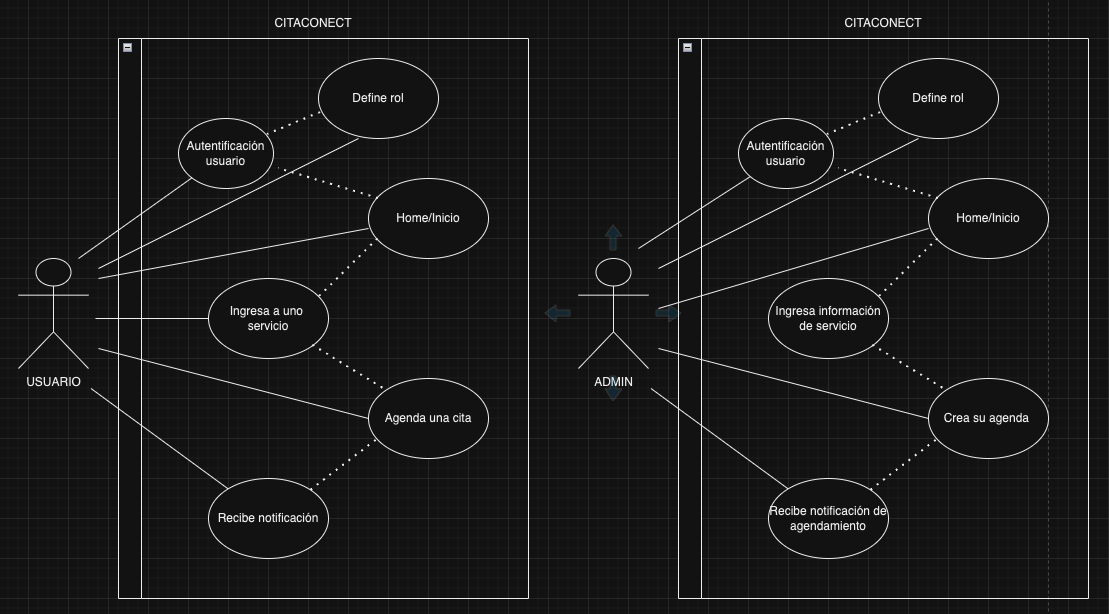 CITACONECT
Define rol
Autentificación
usuario
Home/Inicio
Ingresa a uno
servicio
USUARIO
Agenda una cita
Recibe notificación
CITACONECT
Define rol
Autentificación
usuario
Home/Inicio
Ingresa información
de servicio
ADMIN
Crea su agenda
Recibe notificación de
agendamiento